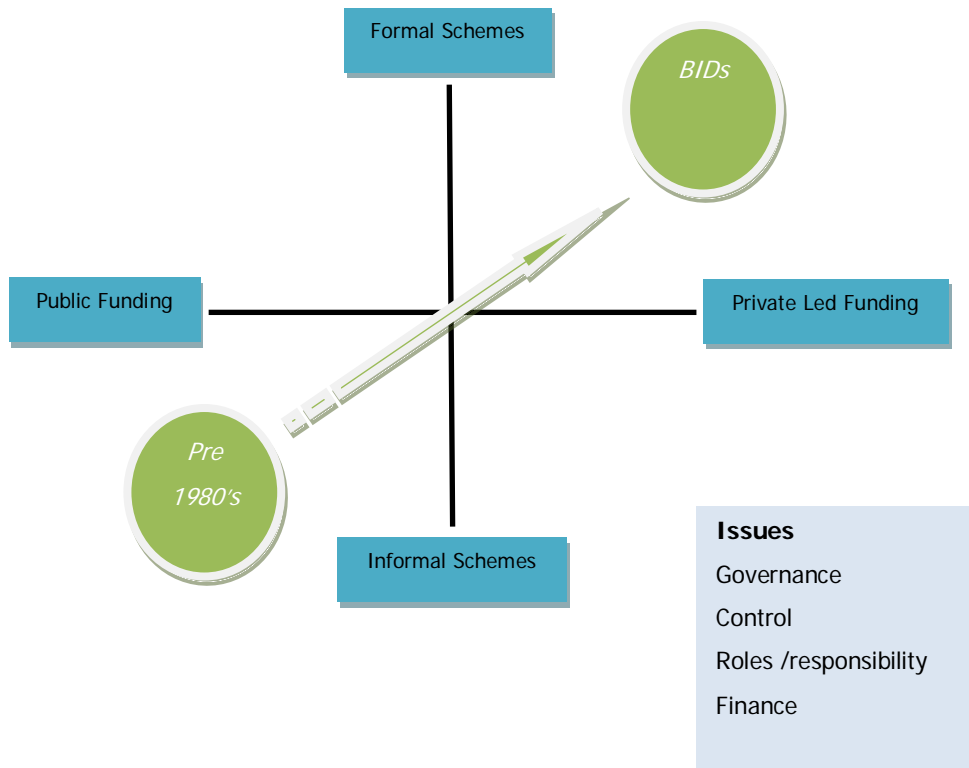 Formal Schemes
BIDs
Public Funding
Private Led Funding
Pre
1980's
Informal Schemes
Issues
Governance
Control
Roles /responsibility
Finance